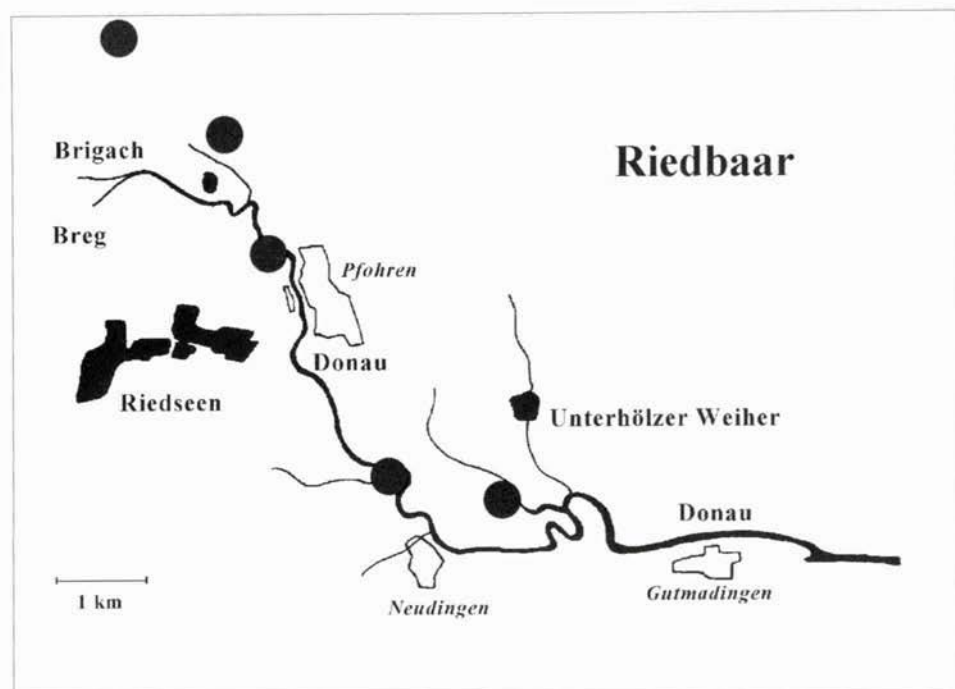 Riedbaar
Brigach
Breg
Pfohren
Donau
Riedseen
Unterhölzer Weiher
Donau
1 km
Neudingen
Gutmadingen